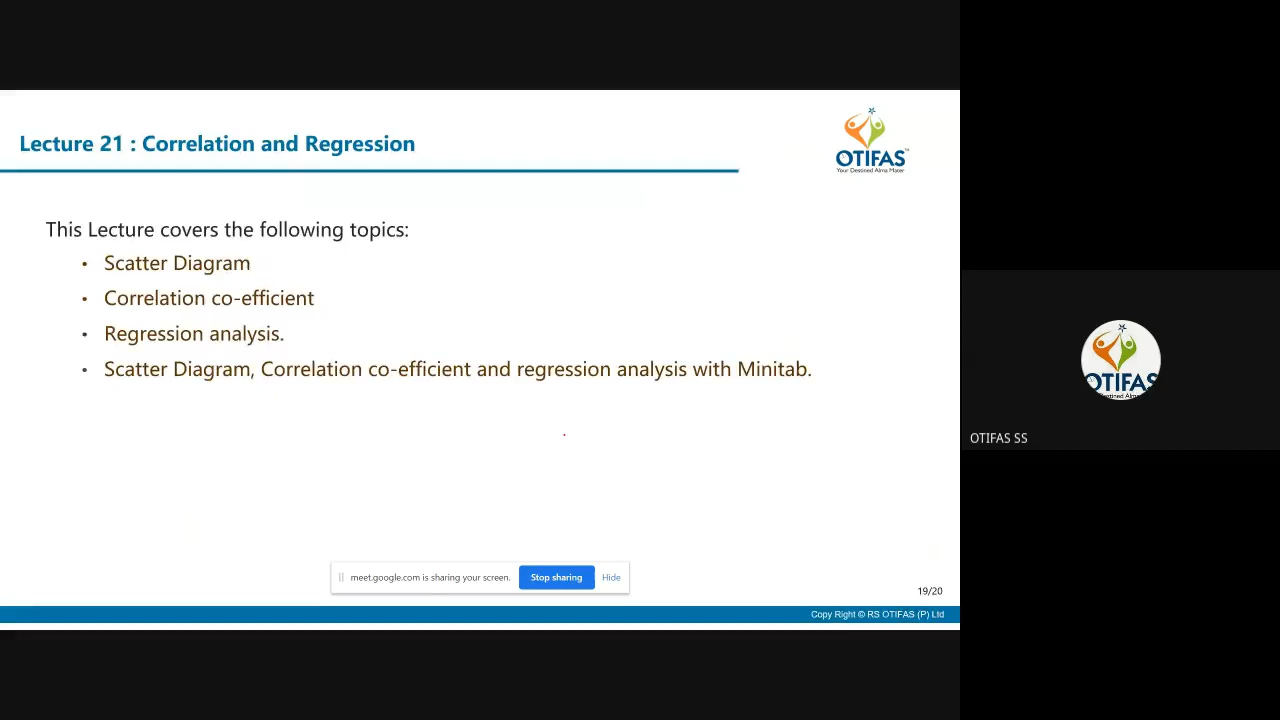 Lecture 21 : Correlation and Regression
OTIFAS™
Your Destined Alma Mater
This Lecture covers the following topics:
• Scatter Diagram
• Correlation co-efficient
• Regression analysis.
• Scatter Diagram, Correlation co-efficient and regression analysis with Minitab.
OTIFAS
OTIFAS SS
meet.google.com is sharing your screen. Stop sharing Hide
19/20
Copy Right © RS OTIFAS (P) Ltd